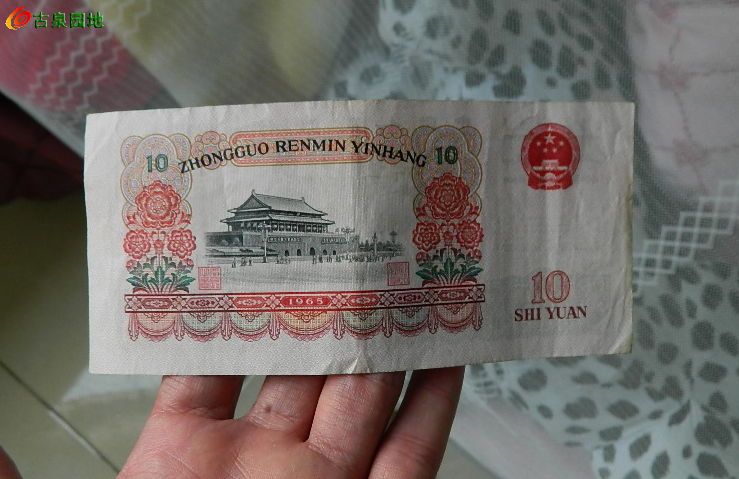 古泉园地
10 ZHONGGUO RENMIN YINHANG 10
1965
10
SHI YUAN